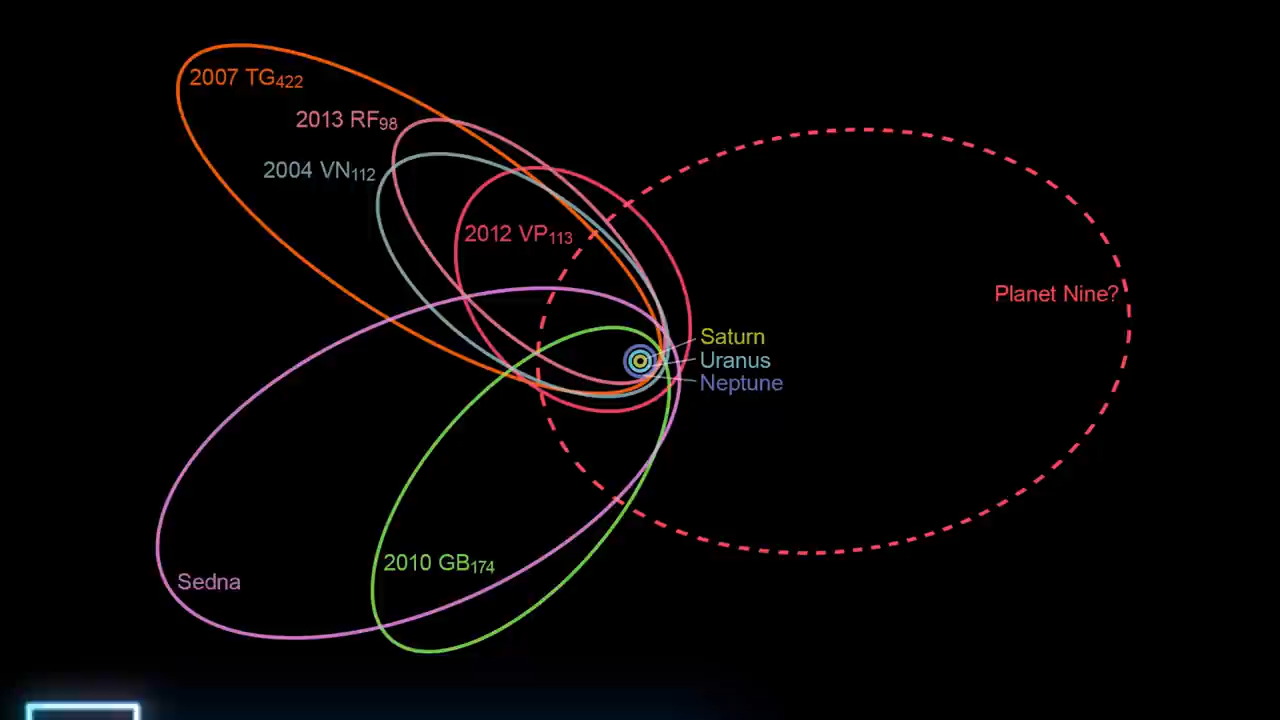 2007 TG₄₂₂
2013 RF₉₈
2004 VN₁₁₂
2012 VP₁₁₃
Planet Nine?
Saturn
Uranus
Neptune
2010 GB₁₇₄
Sedna